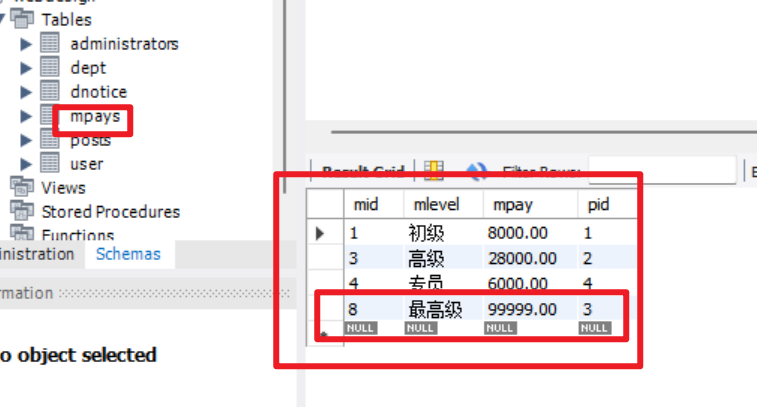 Tables
administrators
dept
dnotice
mpays
posts
user
Views
Stored Procedures
Functions
Schemas
Result Grid
Filter Rows:
mid mlevel mpay pid
1 初级 8000.00 1
3 高级 28000.00 2
4 专员 6000.00 4
8 最高级 99999.00 3
NULL NULL NULL NULL
o object selected